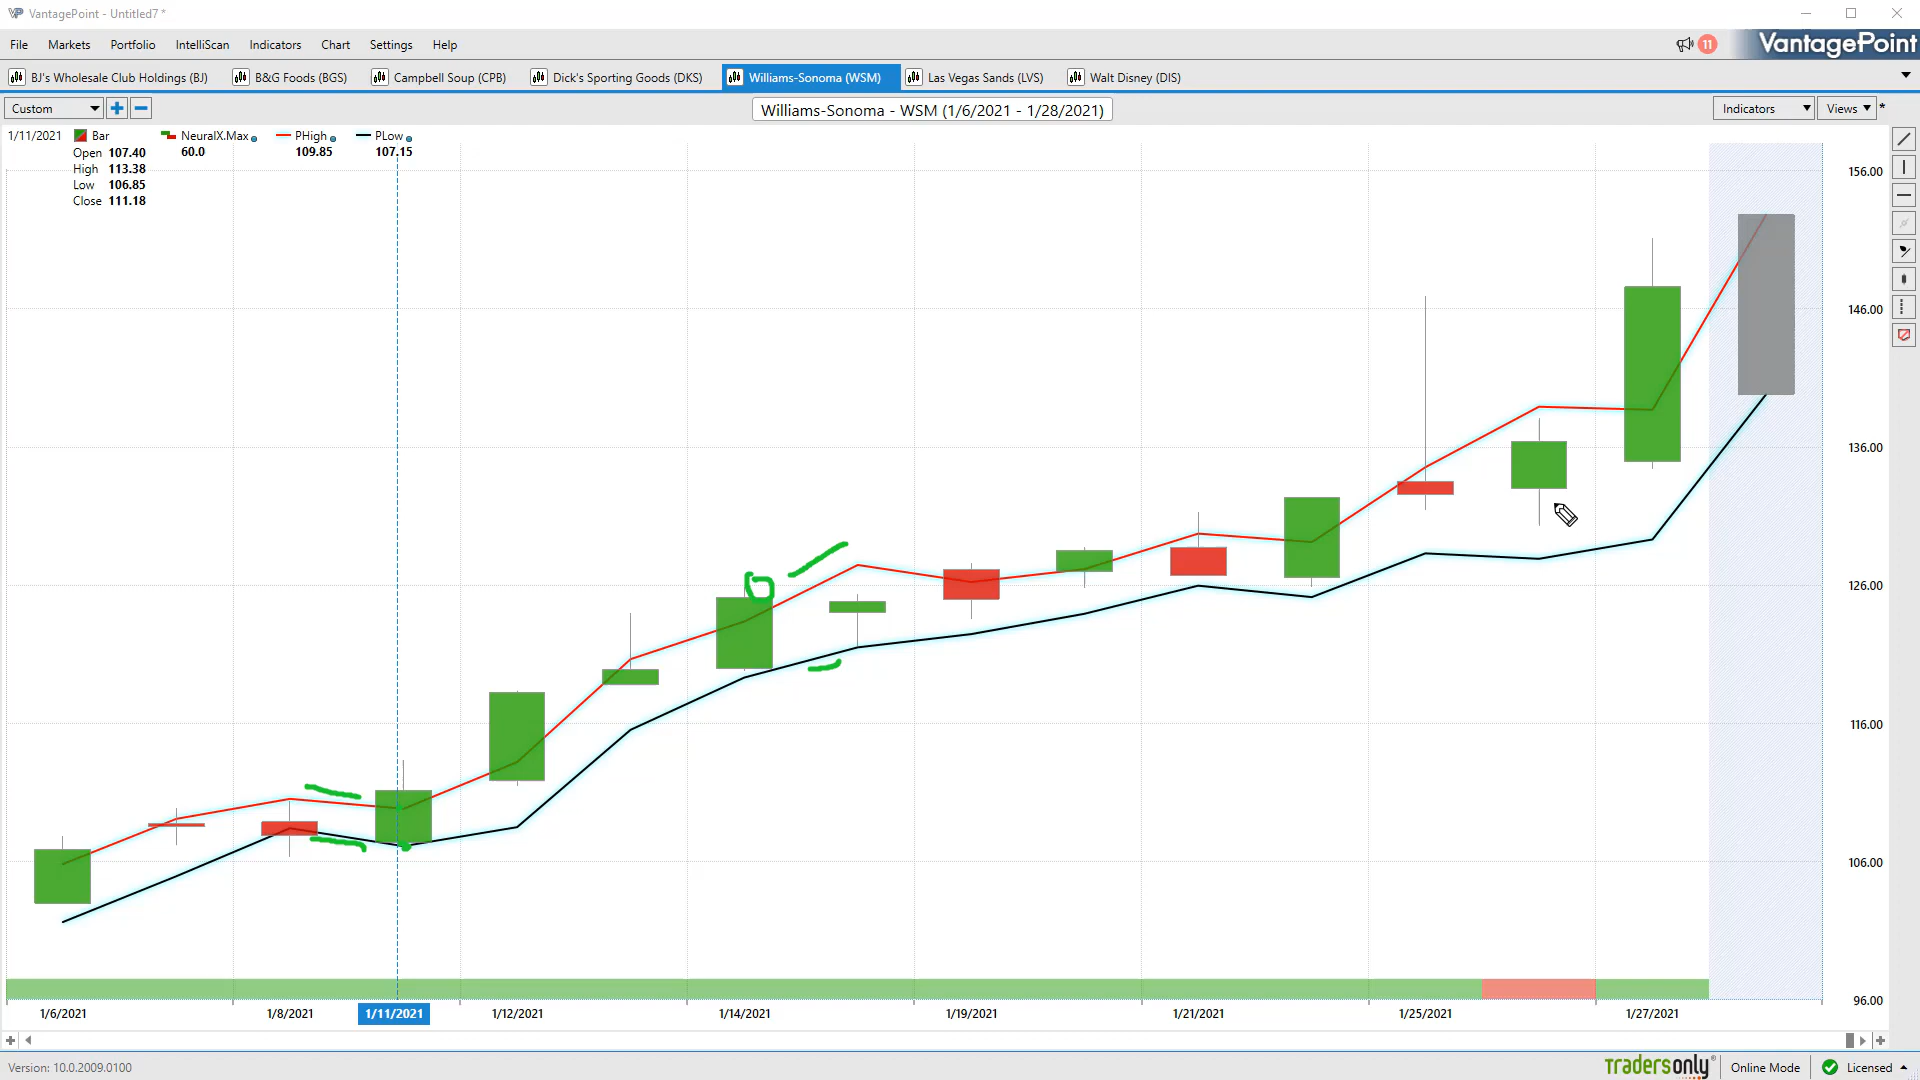 VantagePoint - Untitled7 *
File Markets Portfolio IntelliScan Indicators Chart Settings Help 11 VantagePoint
BJ's Wholesale Club Holdings (BJ) B&G Foods (BGS) Campbell Soup (CPB) Dick's Sporting Goods (DKS) Williams-Sonoma (WSM) Las Vegas Sands (LVS) Walt Disney (DIS)
Custom Williams-Sonoma - WSM (1/6/2021 - 1/28/2021) Indicators Views *
1/11/2021 Bar NeuralX.Max PHigh PLow
Open 107.40 60.0 109.85 107.15
High 113.38
Low 106.85
Close 111.18
156.00
146.00
136.00
126.00
116.00
106.00
96.00
1/6/2021 1/8/2021 1/11/2021 1/12/2021 1/14/2021 1/19/2021 1/21/2021 1/25/2021 1/27/2021
Version: 10.0.2009.0100 tradersonly Online Mode Licensed